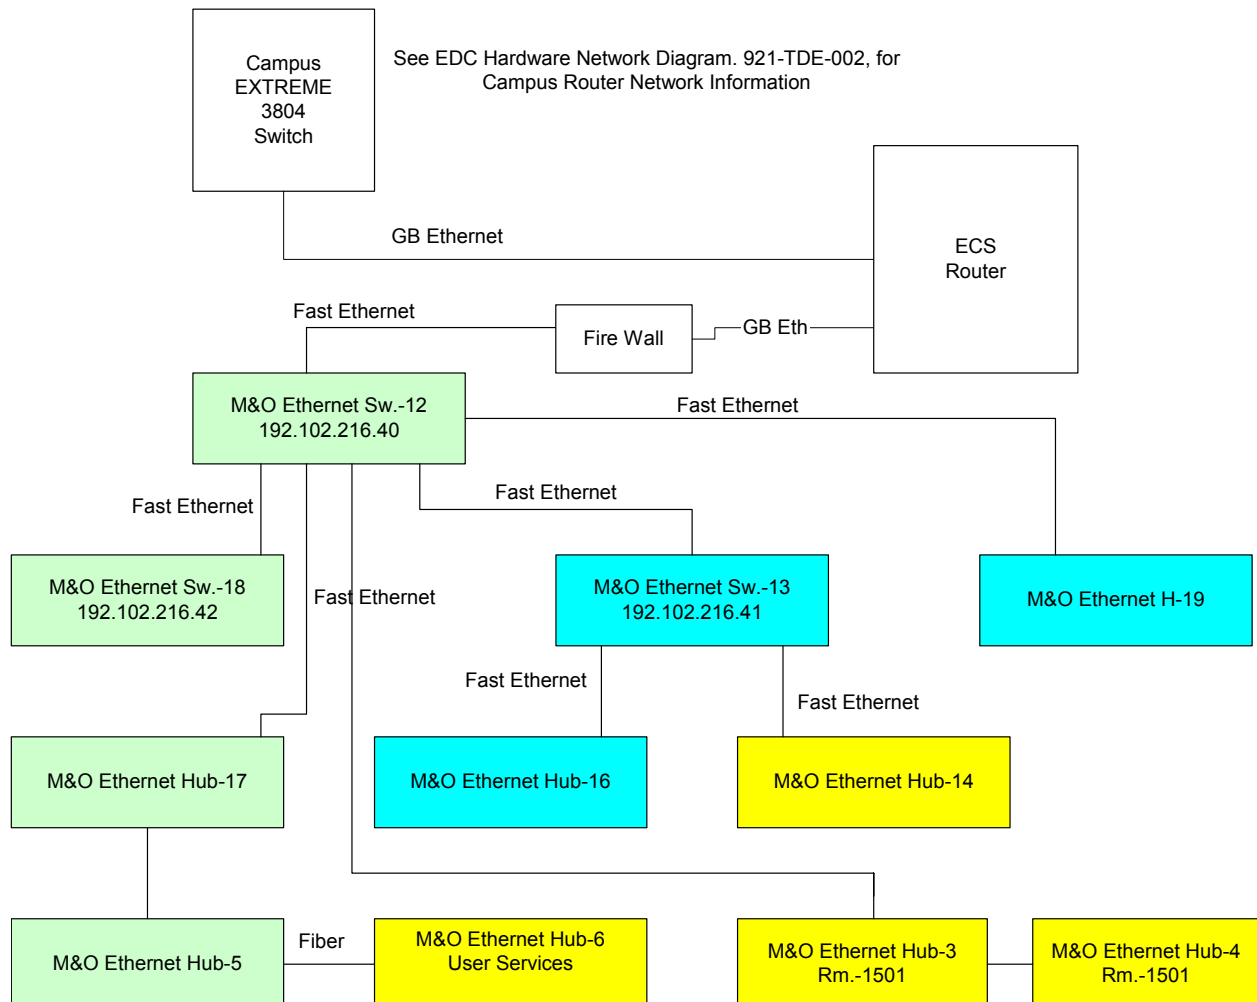 Campus
EXTREME
3804
Switch
See EDC Hardware Network Diagram. 921-TDE-002, for
Campus Router Network Information
GB Ethernet
ECS
Router
Fast Ethernet
Fire Wall
GB Eth
M&O Ethernet Sw.-12
192.102.216.40
Fast Ethernet
Fast Ethernet
Fast Ethernet
M&O Ethernet Sw.-18
192.102.216.42
Fast Ethernet
M&O Ethernet Sw.-13
192.102.216.41
M&O Ethernet H-19
Fast Ethernet
Fast Ethernet
M&O Ethernet Hub-17
M&O Ethernet Hub-16
M&O Ethernet Hub-14
M&O Ethernet Hub-5
Fiber
M&O Ethernet Hub-6
User Services
M&O Ethernet Hub-3
Rm.-1501
M&O Ethernet Hub-4
Rm.-1501